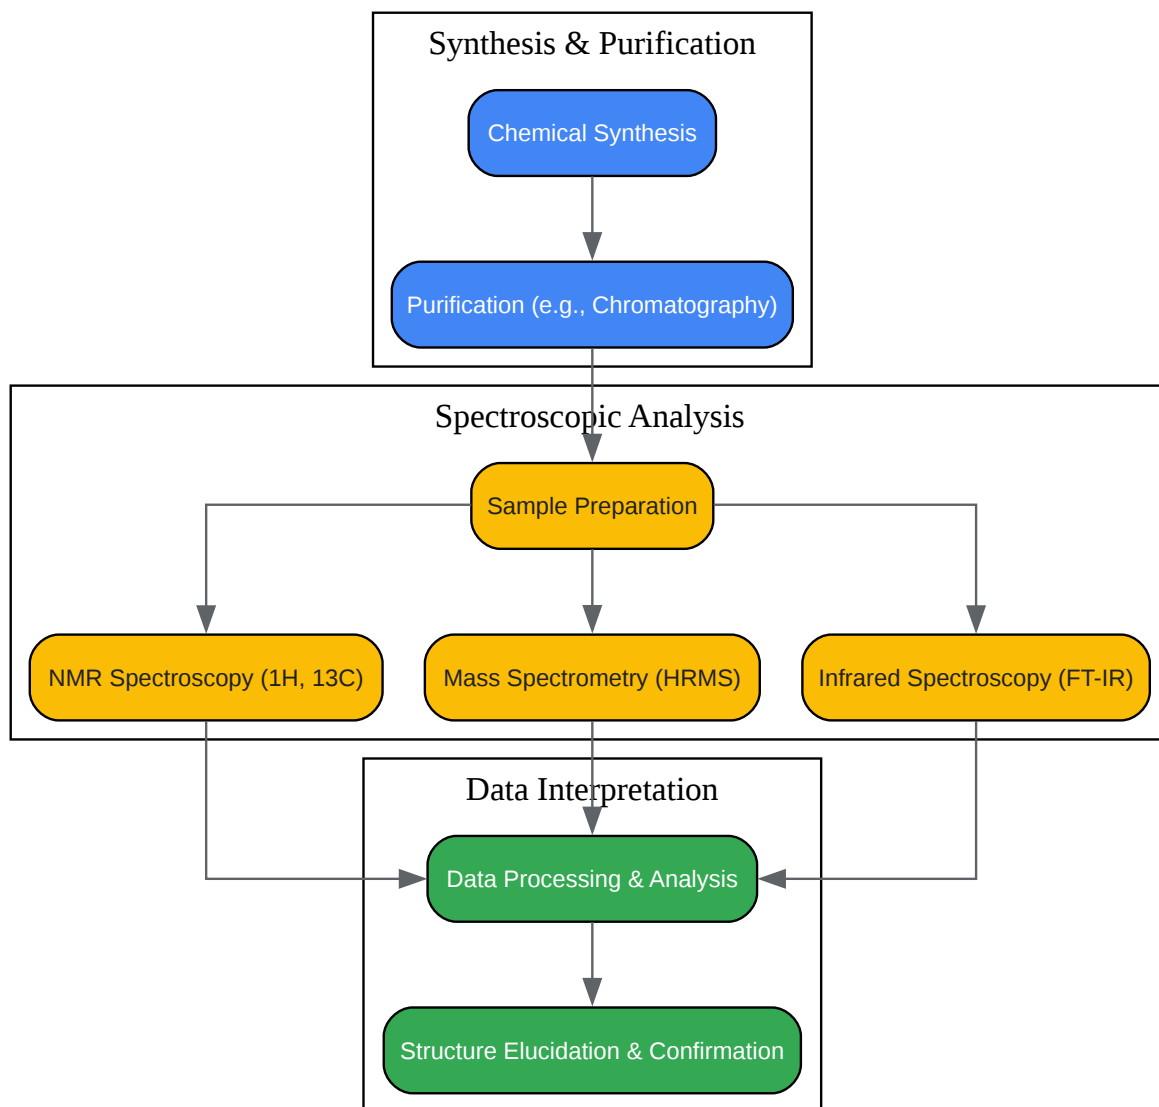 Synthesis & Purification
Chemical Synthesis
Purification (e.g., Chromatography)
Spectroscopic Analysis
Sample Preparation
NMR Spectroscopy (1H, 13C)
Mass Spectrometry (HRMS)
Infrared Spectroscopy (FT-IR)
Data Interpretation
Data Processing & Analysis
Structure Elucidation & Confirmation